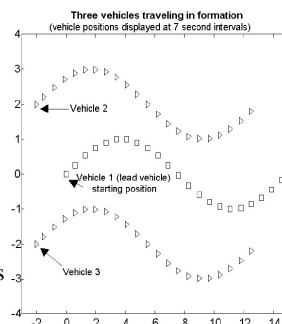 Three vehicles traveling in formation
(vehicle positions displayed at 7 second intervals)
4
3
Vehicle 2
2
1
Vehicle 1 (lead vehicle)
starting position
0
-1
-2
Vehicle 3
-3
-4
-2 0 2 4 6 8 10 12 14